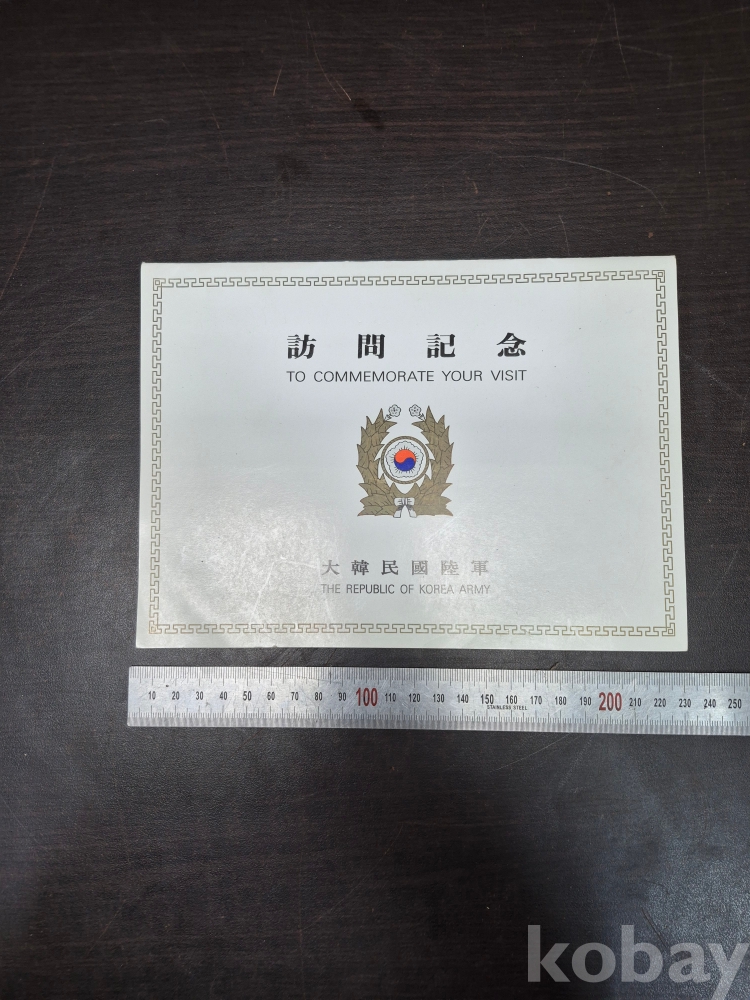 訪問記念
TO COMMEMORATE YOUR VISIT
大韓民國陸軍
THE REPUBLIC OF KOREA ARMY
10 20 30 40 50 60 70 80 90 100 110 120 130 140 150 160 170 180 190 200 210 220 230 240 250
STAINLESS STEEL
kobay